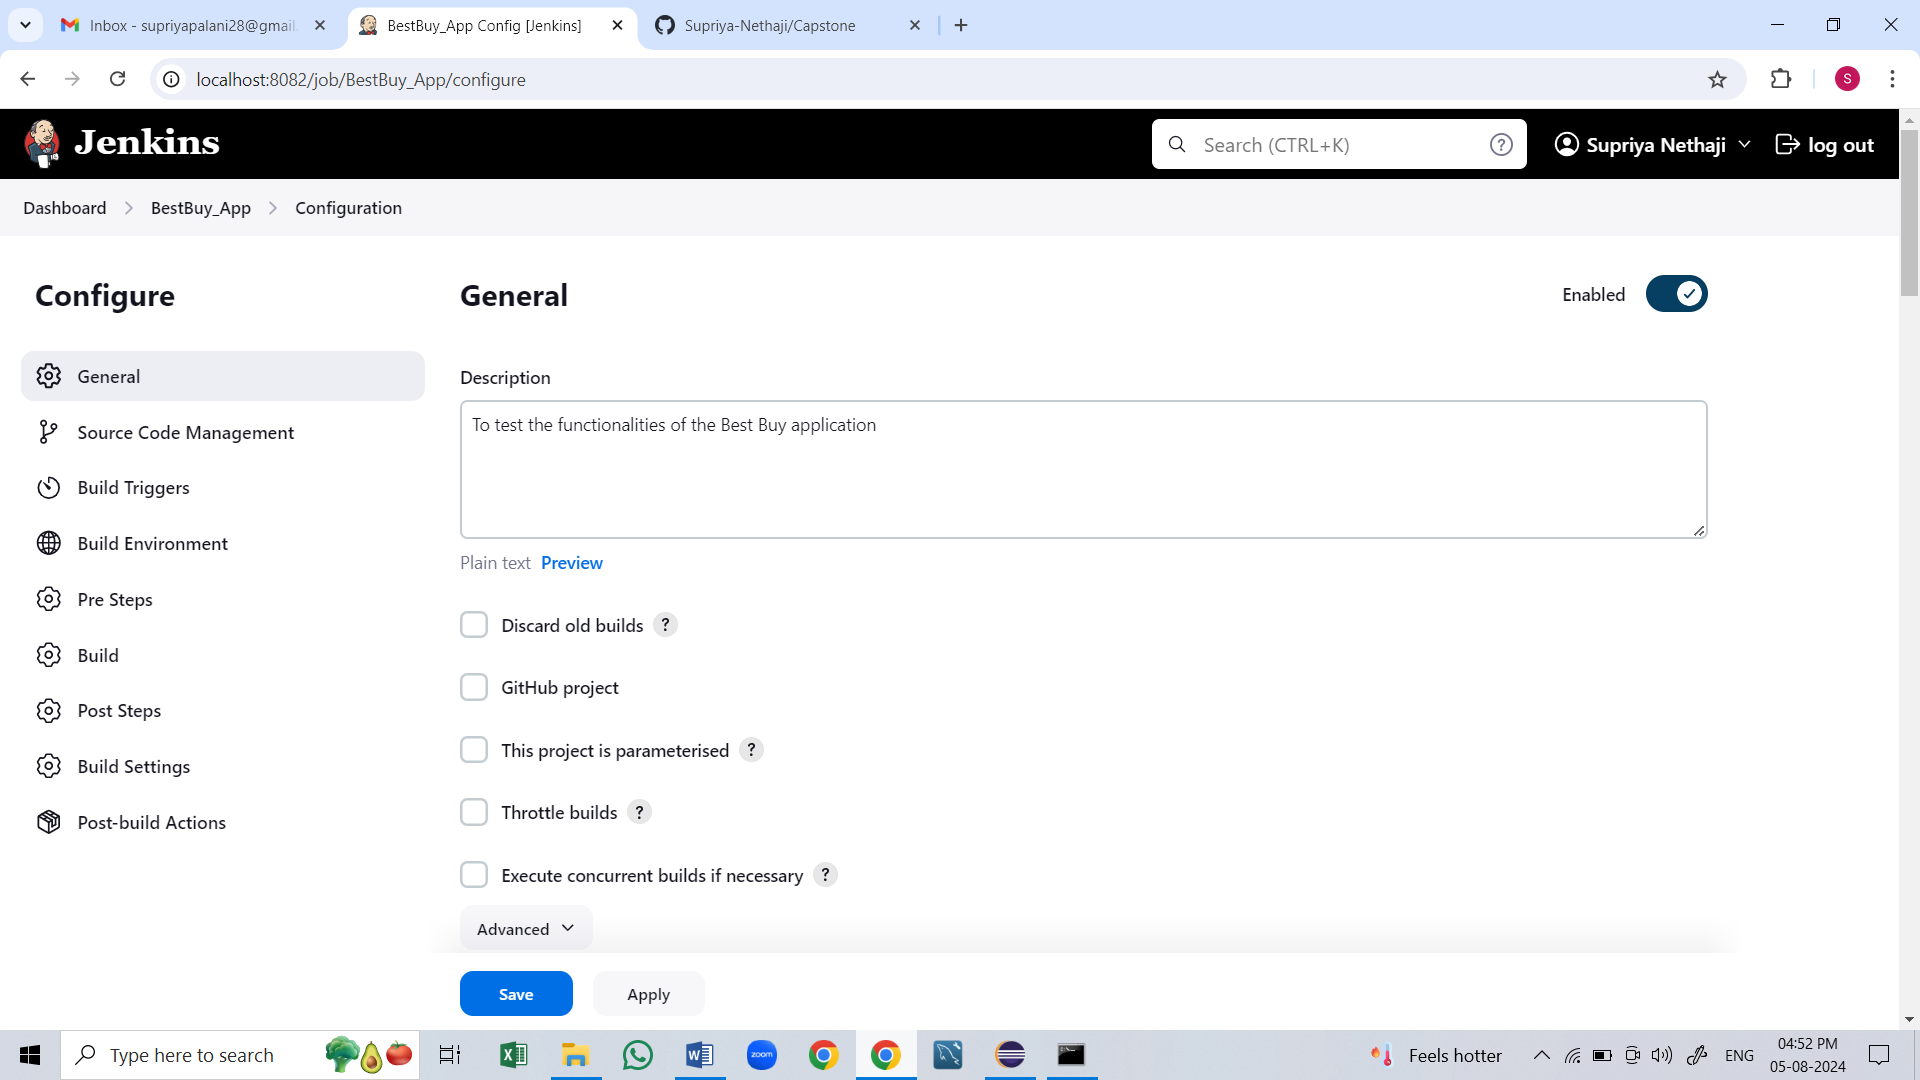 Inbox - supriyapalani28@gmail.
BestBuy_App Config [Jenkins]
Supriya-Nethaji/Capstone
localhost:8082/job/BestBuy_App/configure
S
Jenkins
Search (CTRL+K)
?
Supriya Nethaji
log out
Dashboard
BestBuy_App
Configuration
Configure
General
Enabled
General
Source Code Management
Build Triggers
Build Environment
Pre Steps
Build
Post Steps
Build Settings
Post-build Actions
Description
To test the functionalities of the Best Buy application
Plain text Preview
Discard old builds ?
GitHub project
This project is parameterised ?
Throttle builds ?
Execute concurrent builds if necessary ?
Advanced
Save
Apply
Type here to search
zoom
Feels hotter
ENG
04:52 PM
05-08-2024